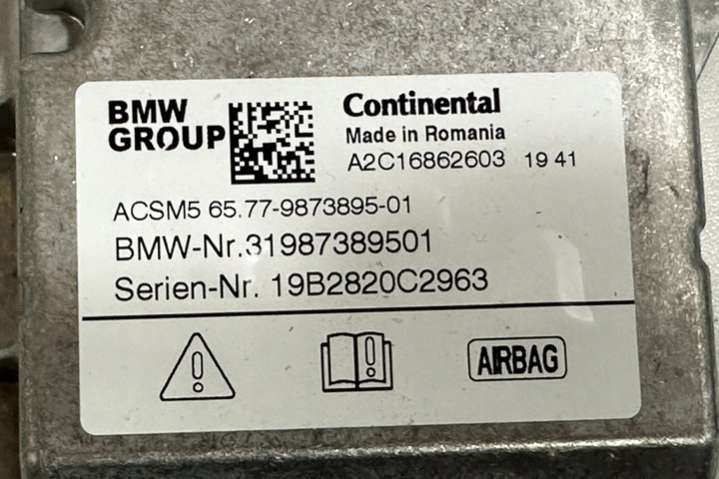 BMW
GROUP
Continental
Made in Romania
A2C16862603 19 41
ACSM5 65.77-9873895-01
BMW-Nr.31987389501
Serien-Nr. 19B2820C2963
AIRBAG